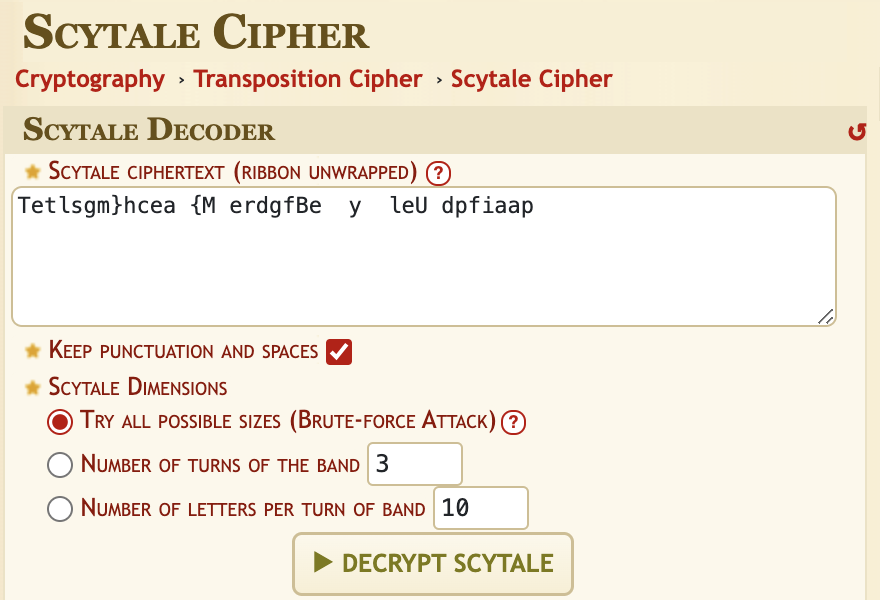 Scytale Cipher
Cryptography › Transposition Cipher › Scytale Cipher
Scytale Decoder ↺
★ Scytale ciphertext (ribbon unwrapped) ?
Tetlsgm}hcea {M erdgfBe  y  leU dpfiaap
★ Keep punctuation and spaces
★ Scytale Dimensions
Try all possible sizes (Brute-force Attack) ?
Number of turns of the band 3
Number of letters per turn of band 10
▶ DECRYPT SCYTALE